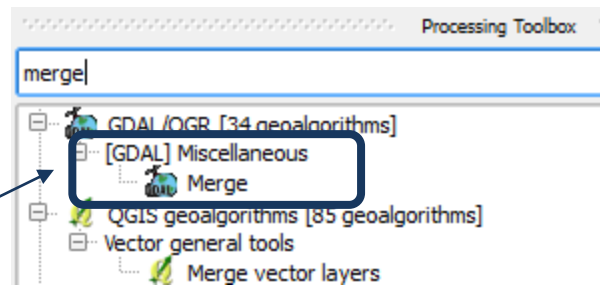 Processing Toolbox
merge
GDAL/OGR [34 geoalgorithms]
[GDAL] Miscellaneous
Merge
QGIS geoalgorithms [85 geoalgorithms]
Vector general tools
Merge vector layers